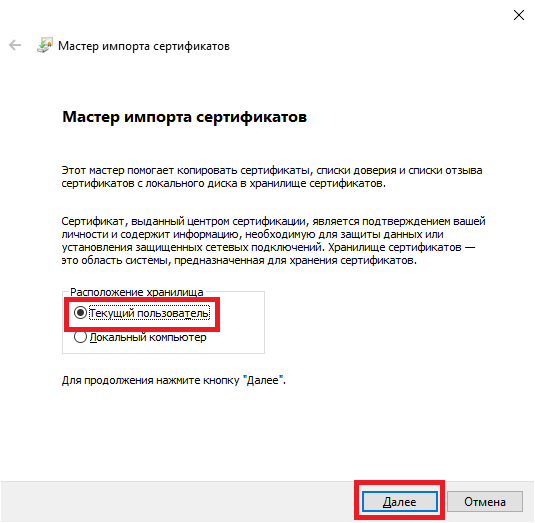 Мастер импорта сертификатов
Мастер импорта сертификатов
Этот мастер помогает копировать сертификаты, списки доверия и списки отзыва
сертификатов с локального диска в хранилище сертификатов.
Сертификат, выданный центром сертификации, является подтверждением вашей
личности и содержит информацию, необходимую для защиты данных или
установления защищенных сетевых подключений. Хранилище сертификатов —
это область системы, предназначенная для хранения сертификатов.
Расположение хранилища
Текущий пользователь
Локальный компьютер
Для продолжения нажмите кнопку "Далее".
Далее
Отмена